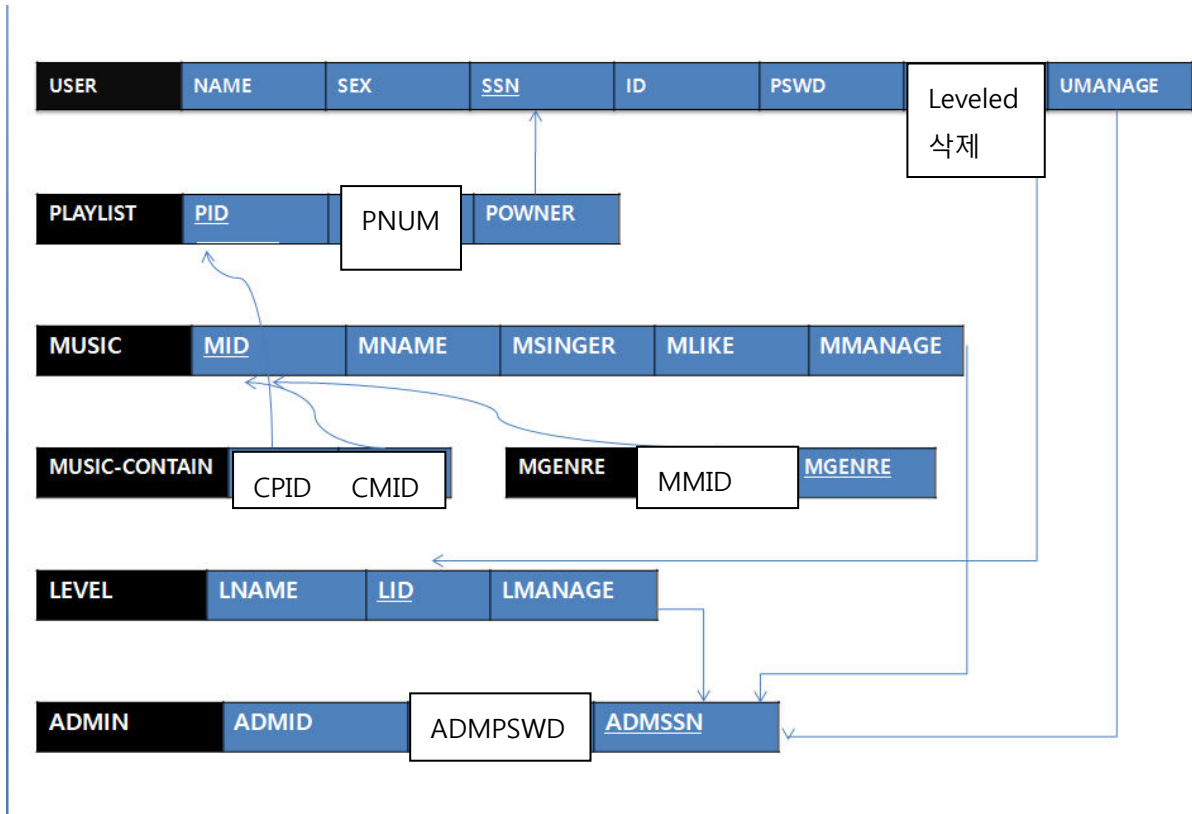 USER NAME SEX SSN ID PSWD Leveled UMANAGE
삭제
PLAYLIST PID PNUM POWNER
MUSIC MID MNAME MSINGER MLIKE MMANAGE
MUSIC-CONTAIN CPID CMID MGENRE MMID MGENRE
LEVEL LNAME LID LMANAGE
ADMIN ADMID ADMPSWD ADMSSN